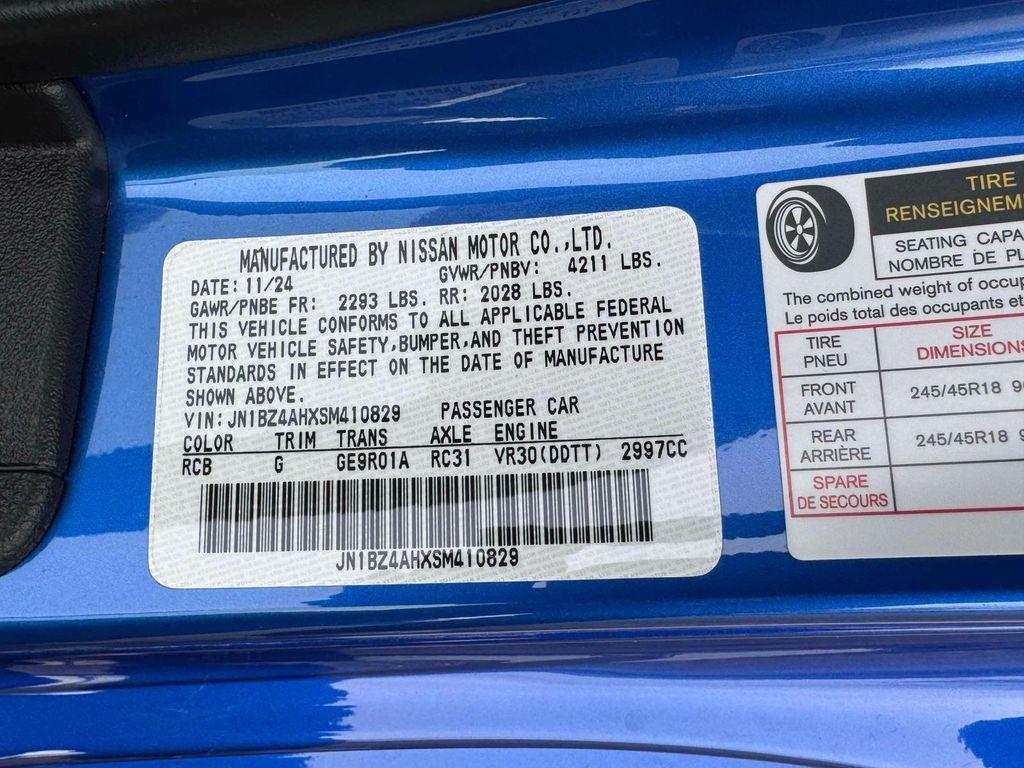 MANUFACTURED BY NISSAN MOTOR CO.,LTD.
DATE: 11/24 GVWR/PNBV: 4211 LBS.
GAWR/PNBE FR: 2293 LBS. RR: 2028 LBS.
THIS VEHICLE CONFORMS TO ALL APPLICABLE FEDERAL
MOTOR VEHICLE SAFETY,BUMPER,AND THEFT PREVENTION
STANDARDS IN EFFECT ON THE DATE OF MANUFACTURE
SHOWN ABOVE.
VIN: JN1BZ4AHXSM410829 PASSENGER CAR
COLOR TRIM TRANS AXLE ENGINE
RCB G GE9R01A RC31 VR30(DDTT) 2997CC
JN1BZ4AHXSM410829
TIRE
SEATING
NOMBRE DE
The combined weight of
Le poids total des occupants et
TIRE SIZE
PNEU DIMENSIONS
FRONT 245/45R18
AVANT
REAR 245/45R18
ARRIÈRE
SPARE
DE SECOURS